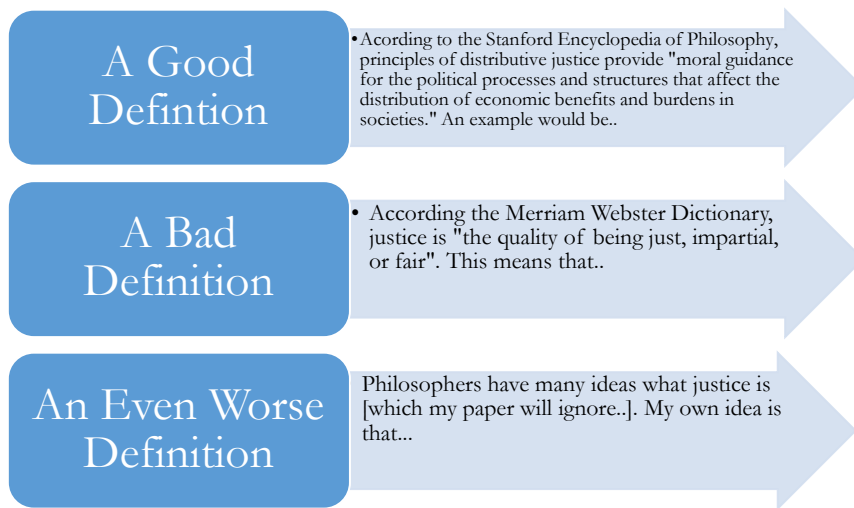 A Good
Defintion
•Acording to the Stanford Encyclopedia of Philosophy,
principles of distributive justice provide "moral guidance
for the political processes and structures that affect the
distribution of economic benefits and burdens in
societies." An example would be..
A Bad
Definition
• According the Merriam Webster Dictionary,
justice is "the quality of being just, impartial,
or fair". This means that..
An Even Worse
Definition
Philosophers have many ideas what justice is
[which my paper will ignore..]. My own idea is
that...